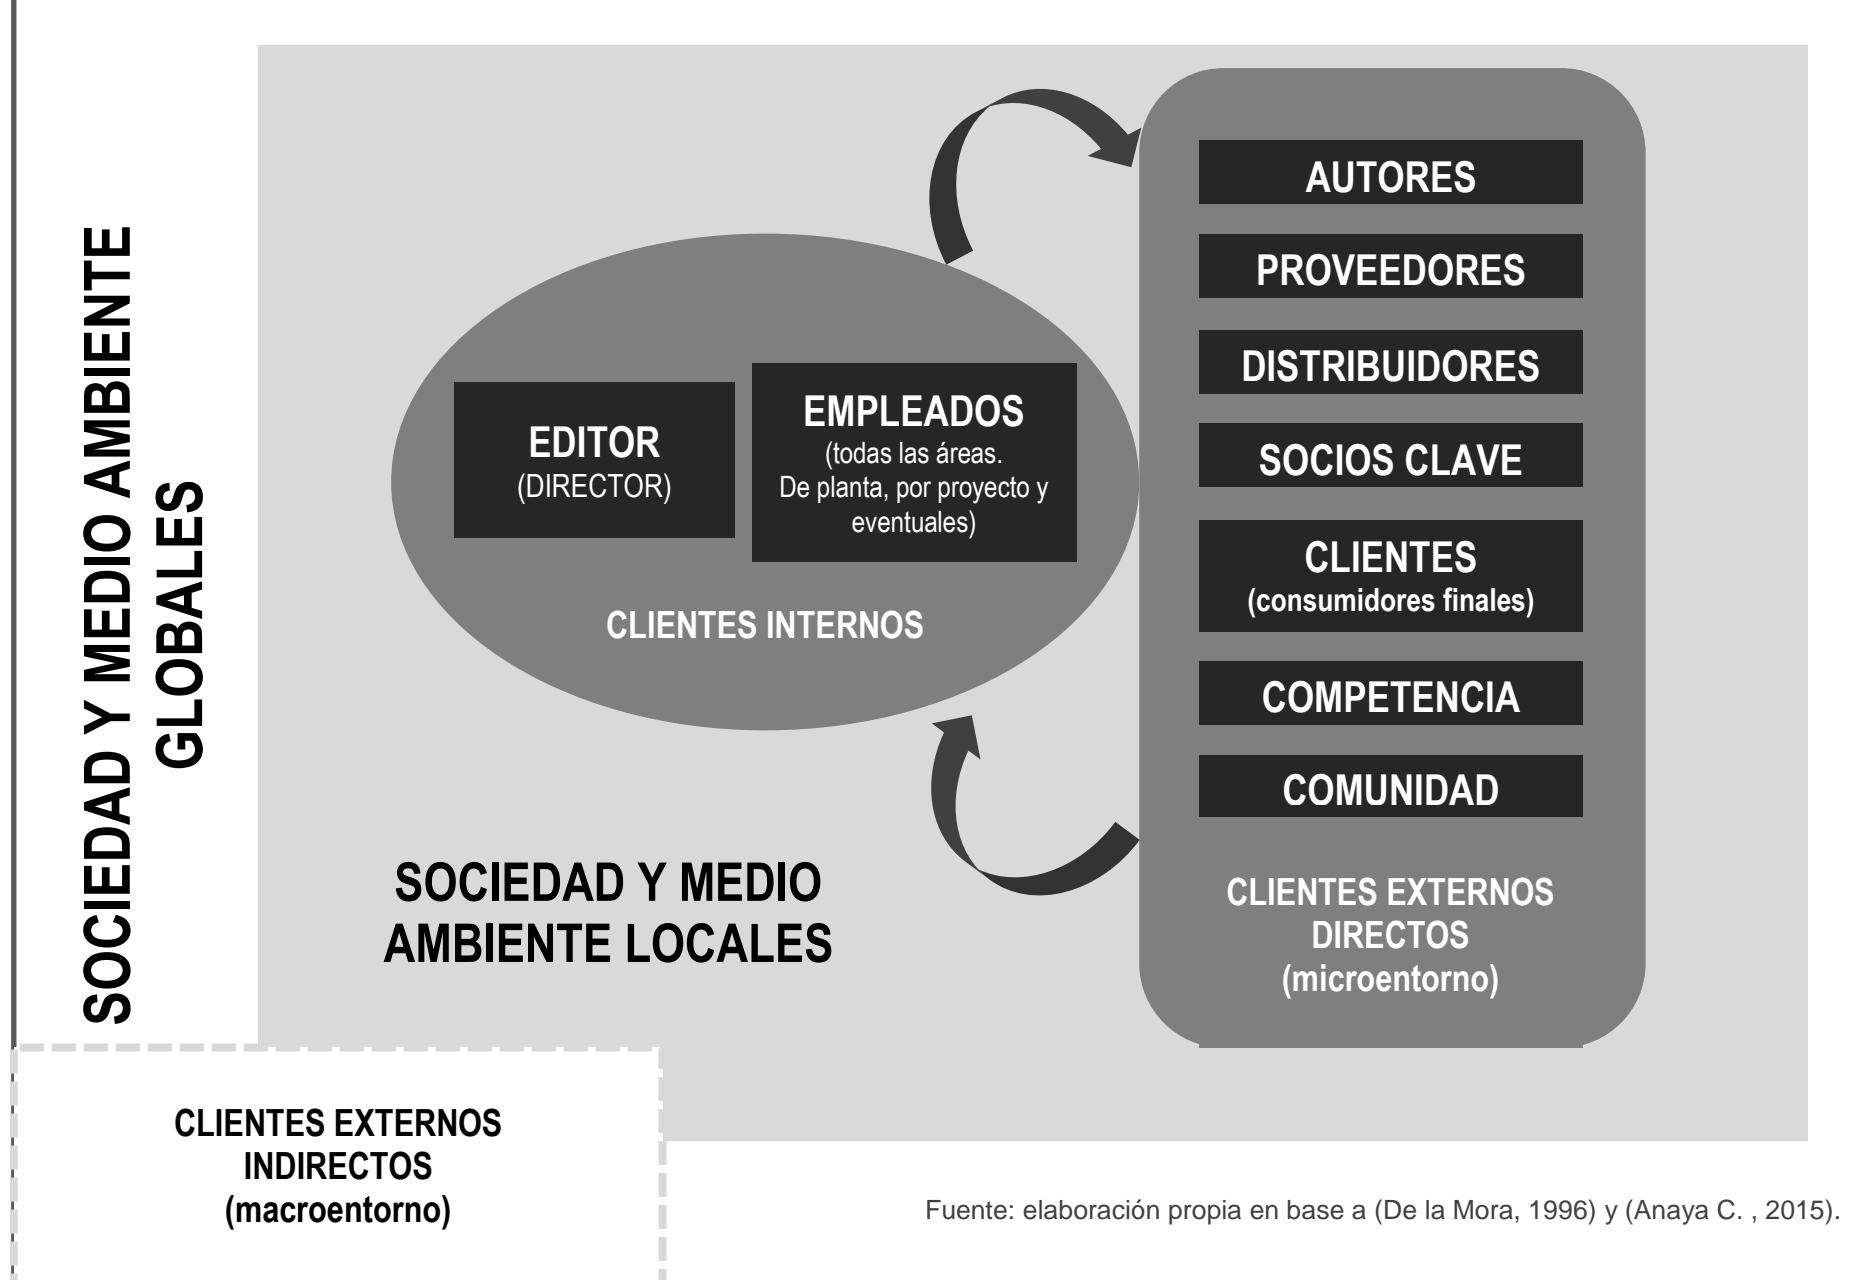 SOCIEDAD Y MEDIO AMBIENTE
GLOBALES
EDITOR
(DIRECTOR)
EMPLEADOS
(todas las áreas.
De planta, por proyecto y
eventuales)
CLIENTES INTERNOS
AUTORES
PROVEEDORES
DISTRIBUIDORES
SOCIOS CLAVE
CLIENTES
(consumidores finales)
COMPETENCIA
COMUNIDAD
CLIENTES EXTERNOS
DIRECTOS
(microentorno)
SOCIEDAD Y MEDIO
AMBIENTE LOCALES
CLIENTES EXTERNOS
INDIRECTOS
(macroentorno)
Fuente: elaboración propia en base a (De la Mora, 1996) y (Anaya C. , 2015).